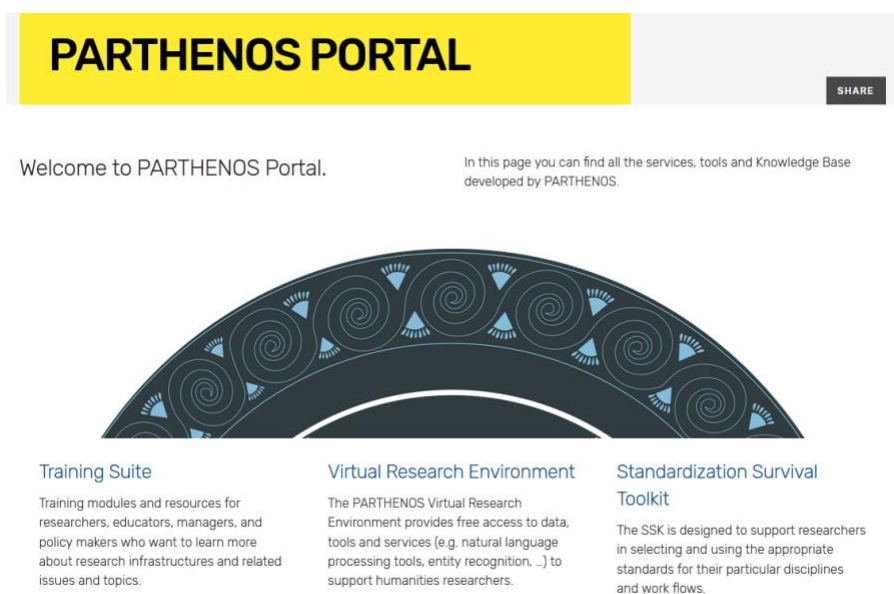 PARTHENOS PORTAL
SHARE
Welcome to PARTHENOS Portal.
In this page you can find all the services, tools and Knowledge Base
developed by PARTHENOS.
Training Suite
Training modules and resources for
researchers, educators, managers, and
policy makers who want to learn more
about research infrastructures and related
issues and topics.
Virtual Research Environment
The PARTHENOS Virtual Research
Environment provides free access to data,
tools and services (e.g. natural language
processing tools, entity recognition, …) to
support humanities researchers.
Standardization Survival
Toolkit
The SSK is designed to support researchers
in selecting and using the appropriate
standards for their particular disciplines
and work flows.